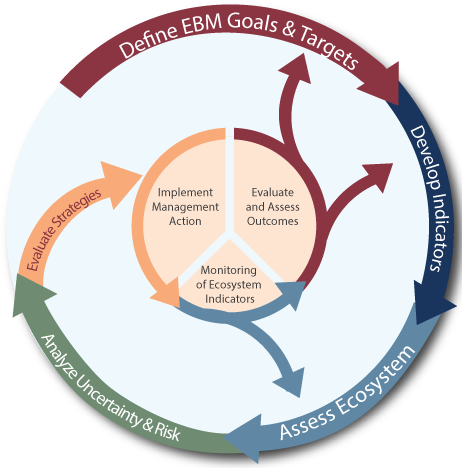 Define EBM Goals & Targets
Develop Indicators
Assess Ecosystem
Analyze Uncertainty & Risk
Evaluate Strategies
Implement
Management
Action
Evaluate
and Assess
Outcomes
Monitoring
of Ecosystem
Indicators